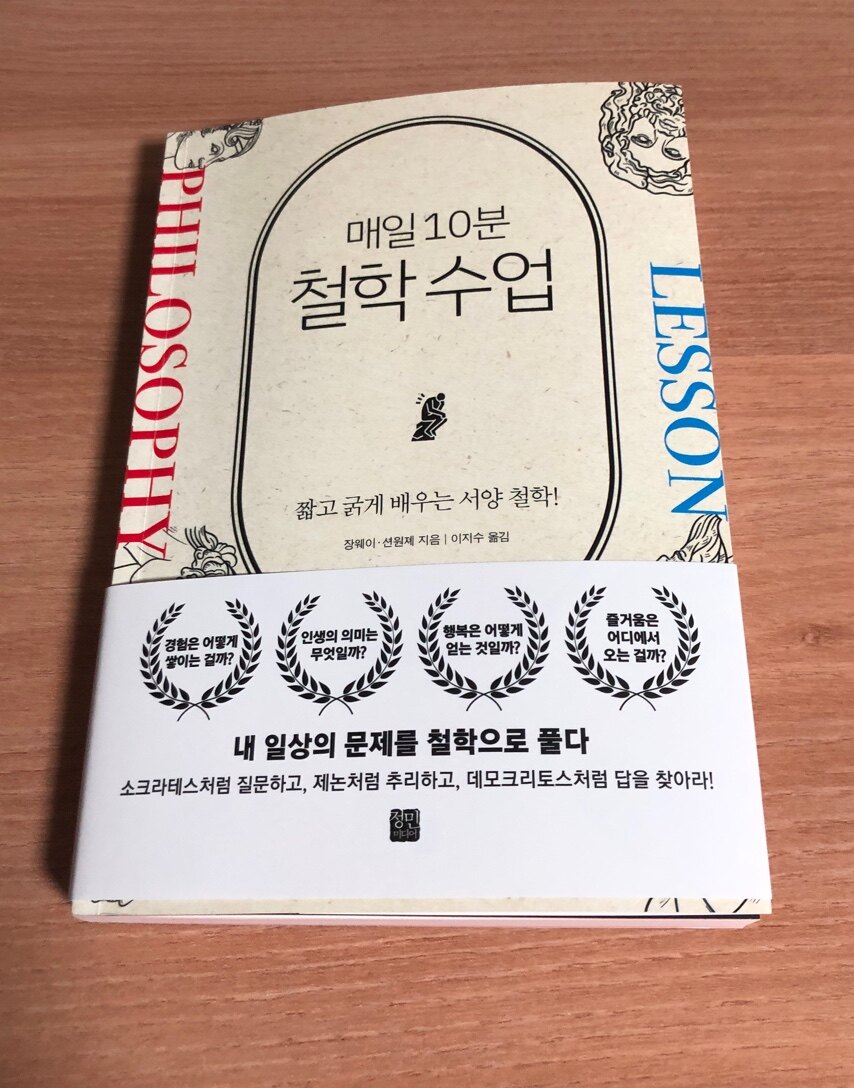 PHILOSOPHY
LESSON
매일 10분
철학 수업
짧고 굵게 배우는 서양 철학!
장웨이·션원졔 지음 | 이지수 옮김
경험은 어떻게
쌓이는 걸까?
인생의 의미는
무엇일까?
행복은 어떻게
얻는 것일까?
즐거움은
어디에서
오는 걸까?
내 일상의 문제를 철학으로 풀다
소크라테스처럼 질문하고, 제논처럼 추리하고, 데모크리토스처럼 답을 찾아라!
정민
미디어